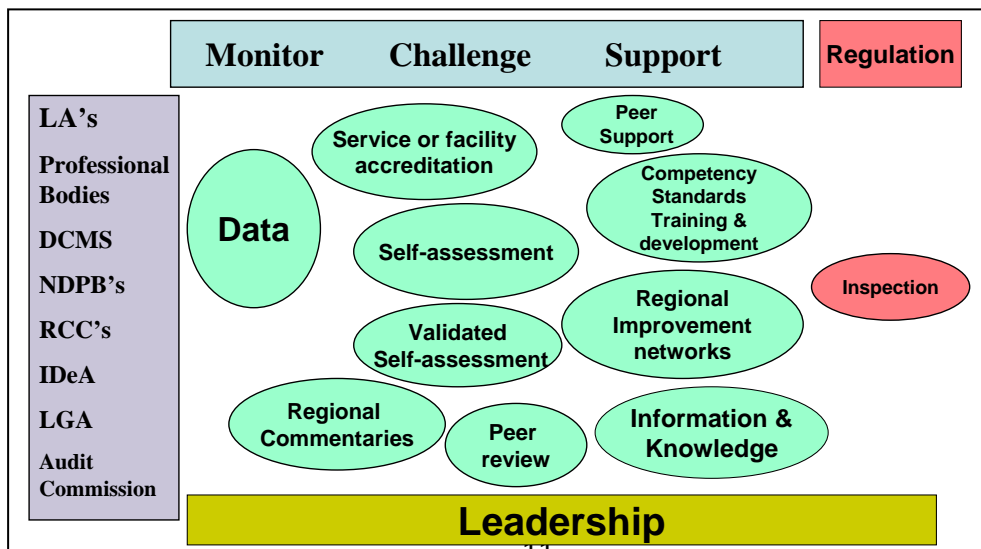 Monitor Challenge Support
Regulation
LA's
Professional
Bodies
DCMS
NDPB's
RCC's
IDeA
LGA
Audit
Commission
Data
Service or facility
accreditation
Self-assessment
Validated
Self-assessment
Regional
Commentaries
Peer
review
Peer
Support
Competency
Standards
Training &
development
Regional
Improvement
networks
Information &
Knowledge
Inspection
Leadership